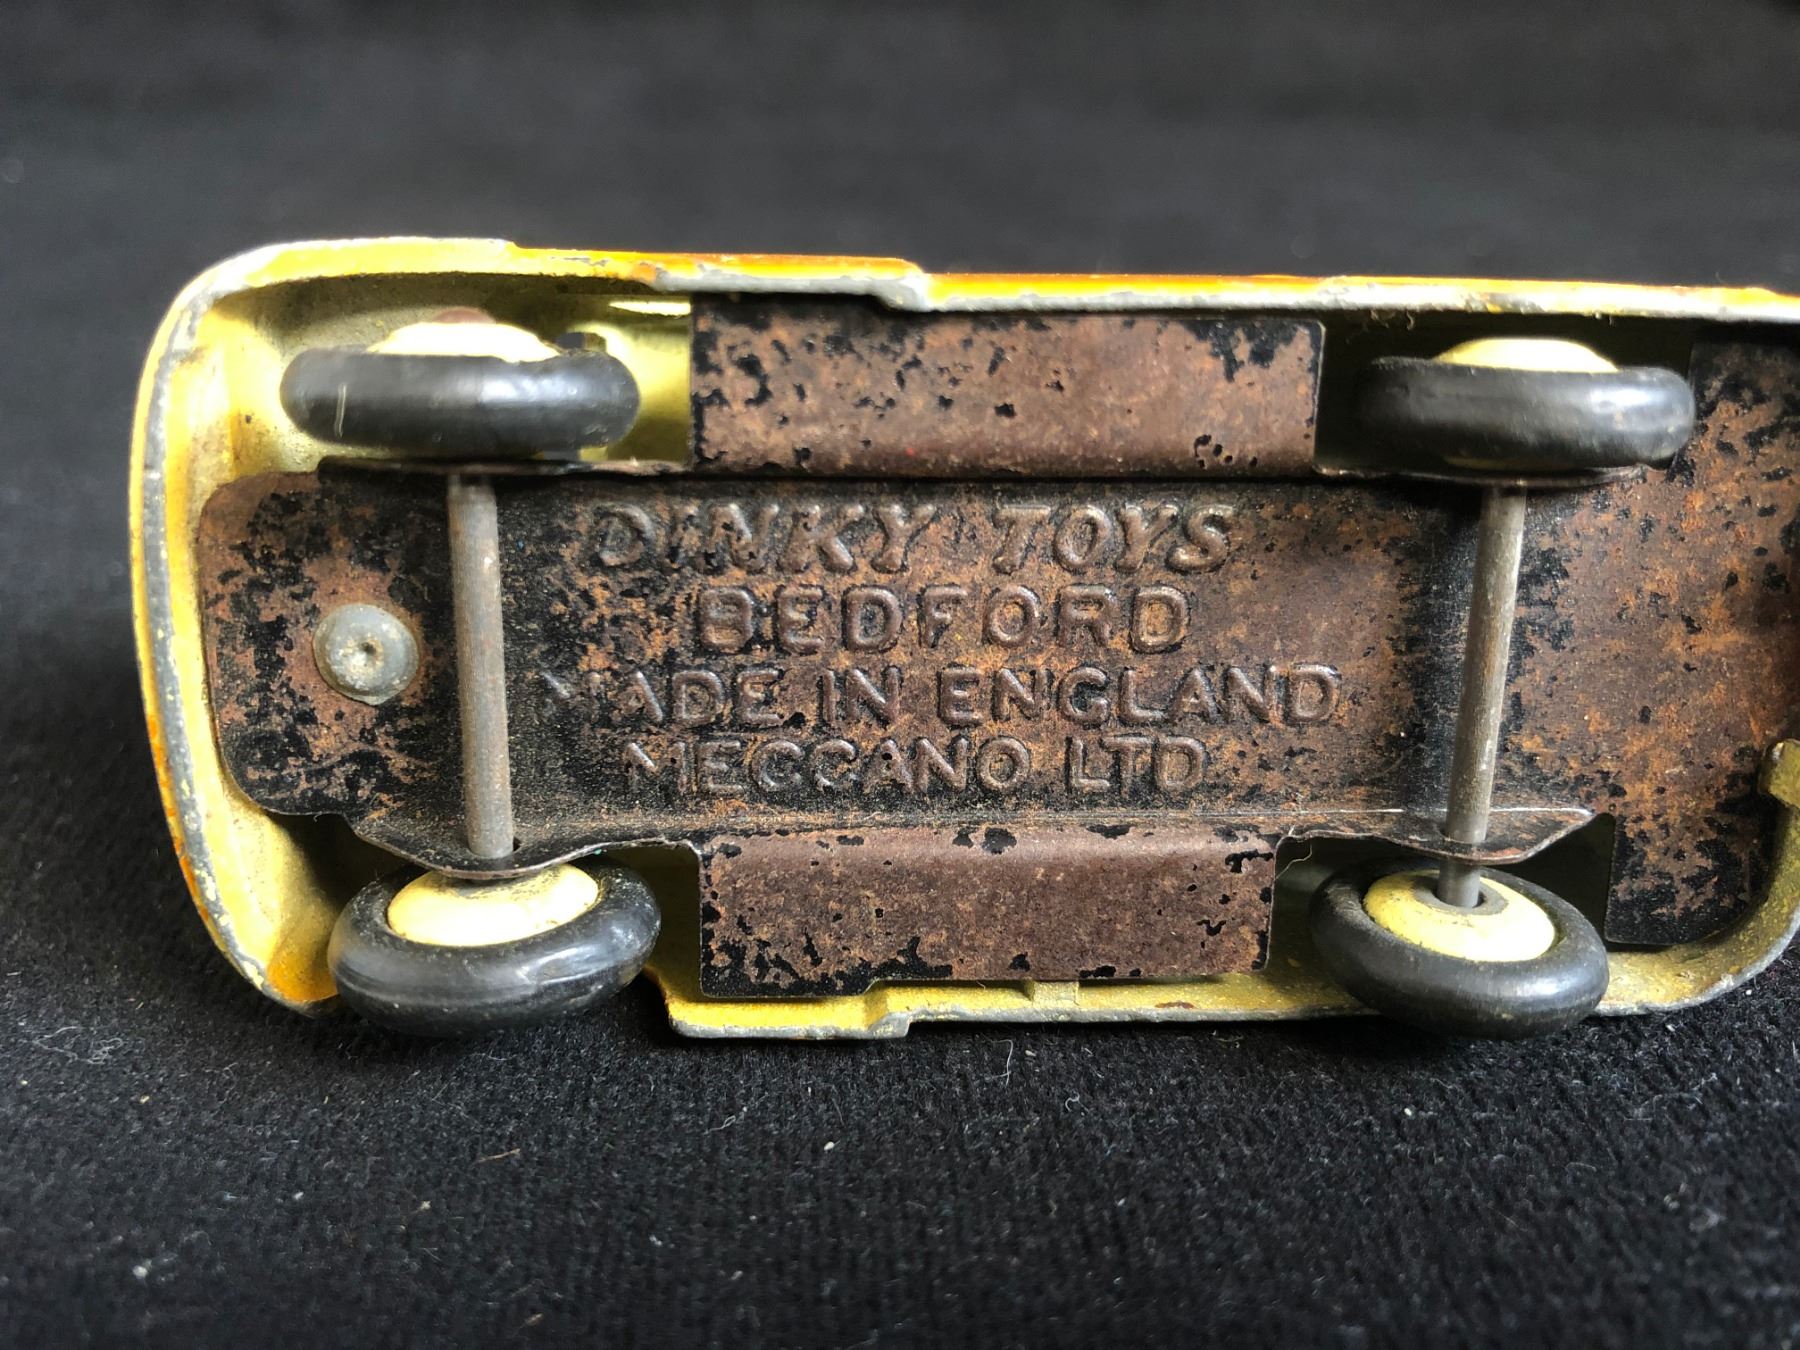 DINKY TOYS
BEDFORD
MADE IN ENGLAND
MECCANO LTD